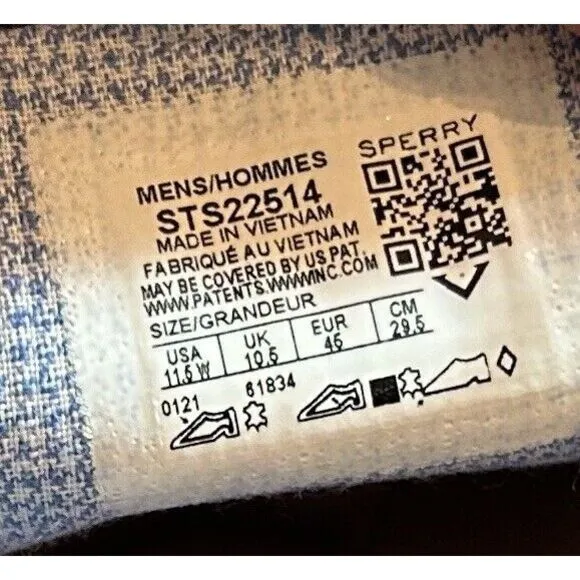 SPERRY
MENS/HOMMES
STS22514
MADE IN VIETNAM
FABRIQUÉ AU VIETNAM
MAY BE COVERED BY US PAT.
WWW.PATENTS.WWWINC.COM
SIZE/GRANDEUR
USA UK EUR CM
11.5 W 10.5 45 29.5
0121 61834